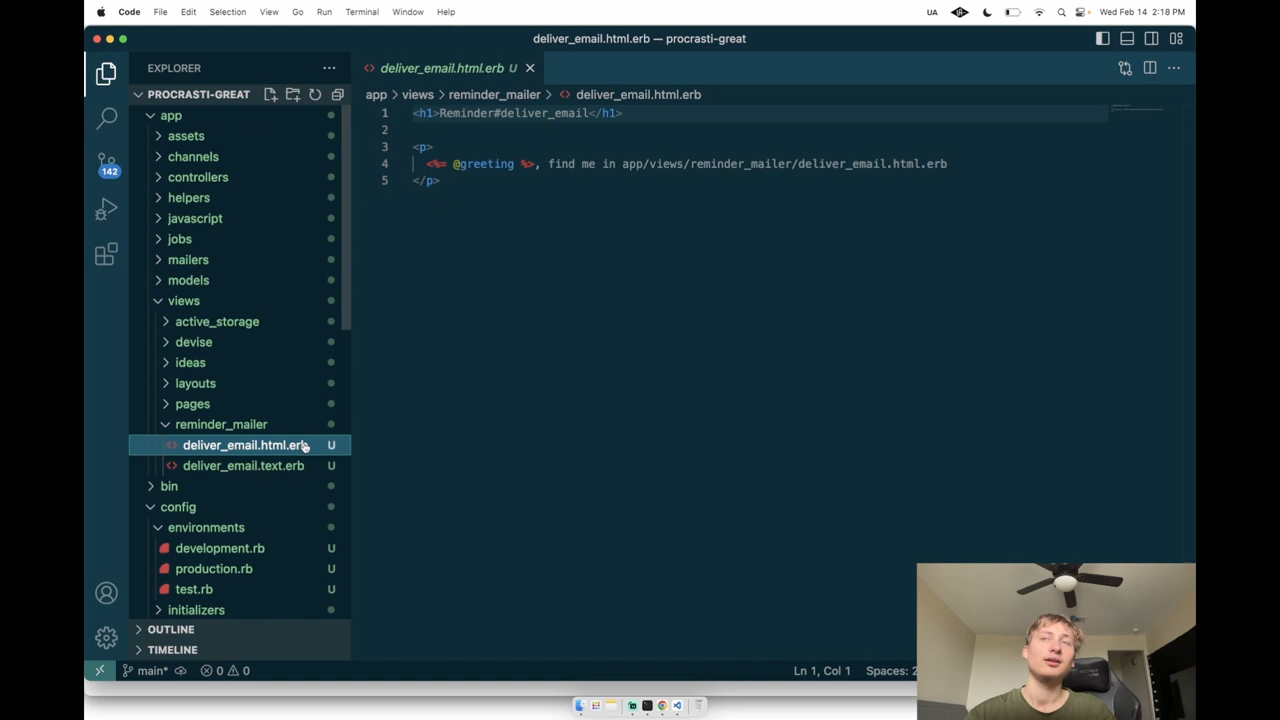 Code File Edit Selection View Go Run Terminal Window Help UA Wed Feb 14 2:18 PM
deliver_email.html.erb — procrasti-great
EXPLORER
deliver_email.html.erb U
PROCRASTI-GREAT
app > views > reminder_mailer > deliver_email.html.erb
app
assets
channels
controllers
helpers
javascript
jobs
mailers
models
views
active_storage
devise
ideas
layouts
pages
reminder_mailer
deliver_email.html.erb U
deliver_email.text.erb U
bin
config
environments
development.rb U
production.rb U
test.rb U
initializers
OUTLINE
TIMELINE
142
1 <h1>Reminder#deliver_email</h1>
2
3 <p>
4 <%= @greeting %>, find me in app/views/reminder_mailer/deliver_email.html.erb
5 </p>
main* 0 0 Ln 1, Col 1 Spaces: 2